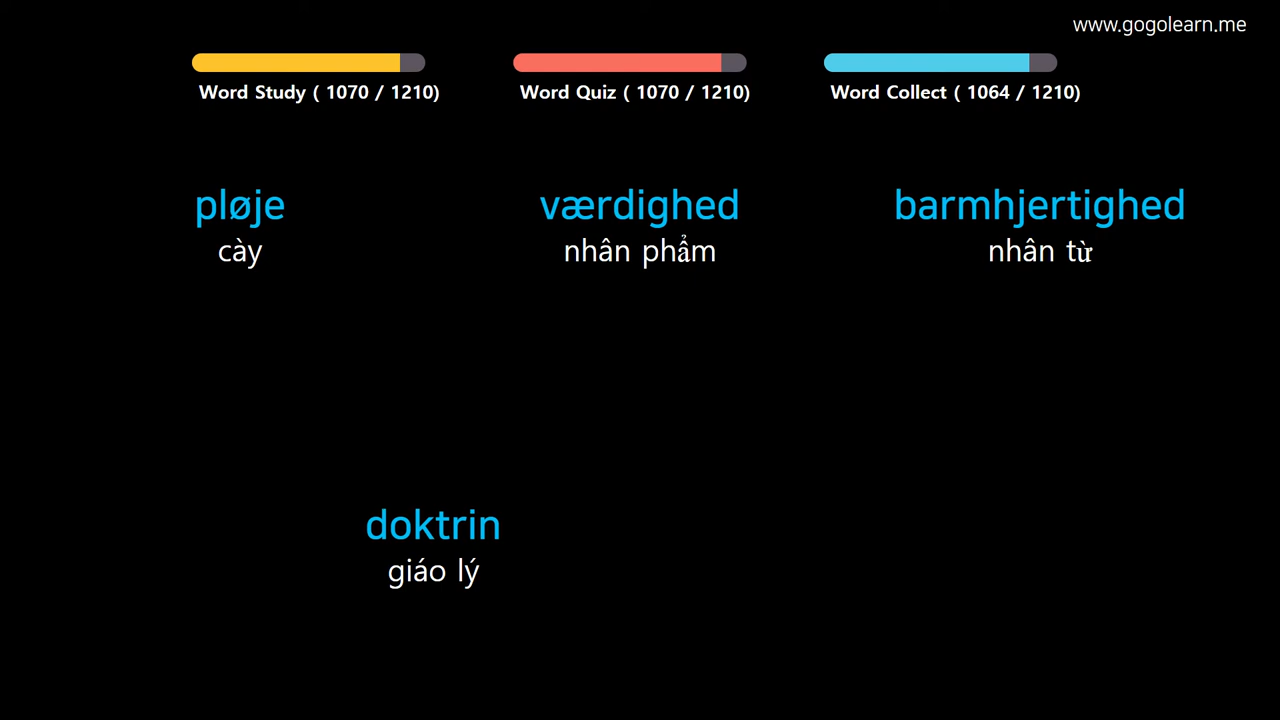 www.gogolearn.me
Word Study ( 1070 / 1210)
Word Quiz ( 1070 / 1210)
Word Collect ( 1064 / 1210)
pløje
cày
værdighed
nhân phẩm
barmhjertighed
nhân từ
doktrin
giáo lý